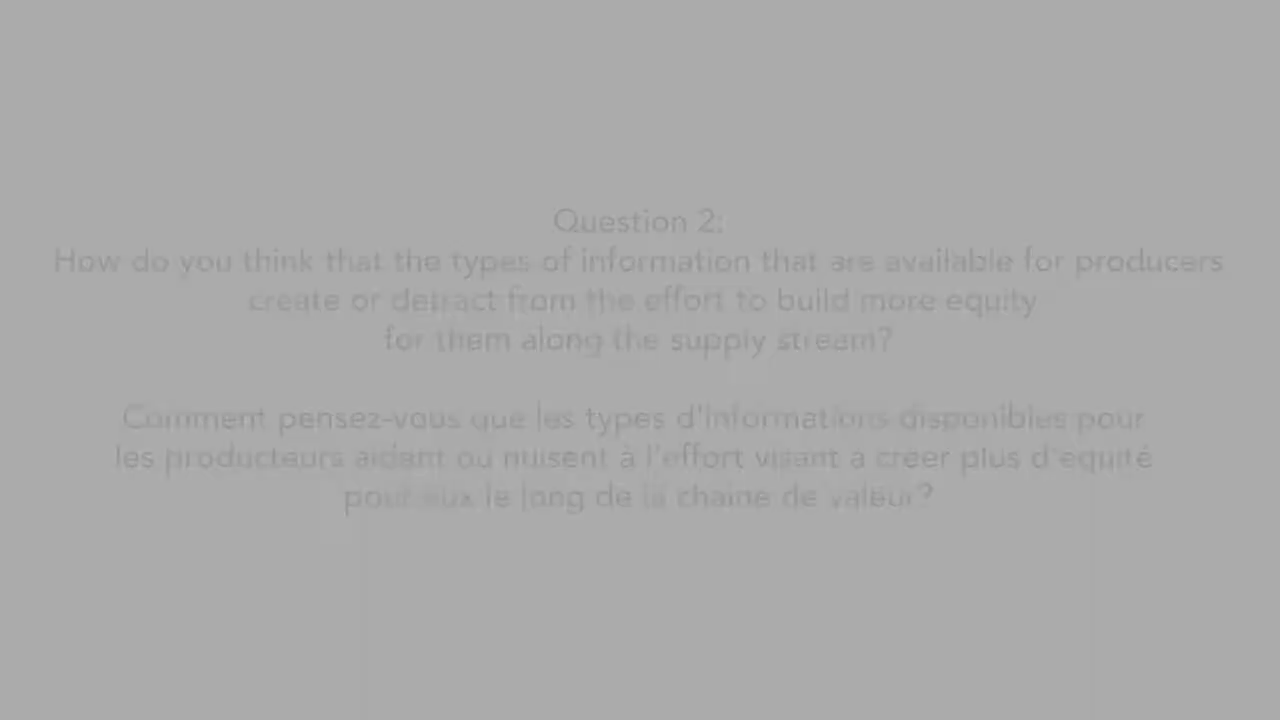 Question 2:
How do you think that the types of information that are available for producers
create or detract from the effort to build more equity
for them along the supply stream?
Comment pensez-vous que les types d'informations disponibles pour
les producteurs aident ou nuisent à l'effort visant à créer plus d'équité
pour eux le long de la chaine de valeur?